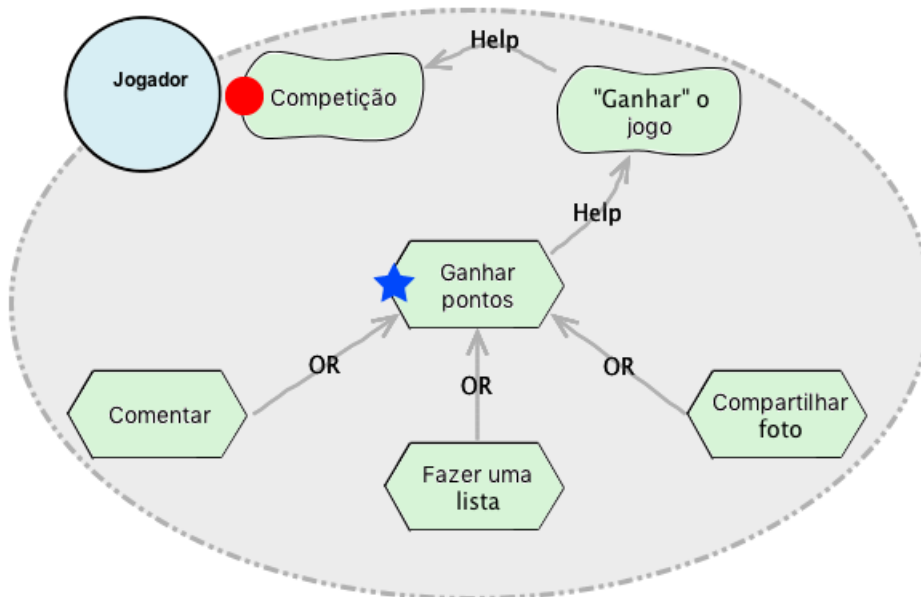 Jogador
Competição
Help
"Ganhar" o
jogo
Help
Ganhar
pontos
OR
OR
OR
Comentar
Fazer uma
lista
Compartilhar
foto